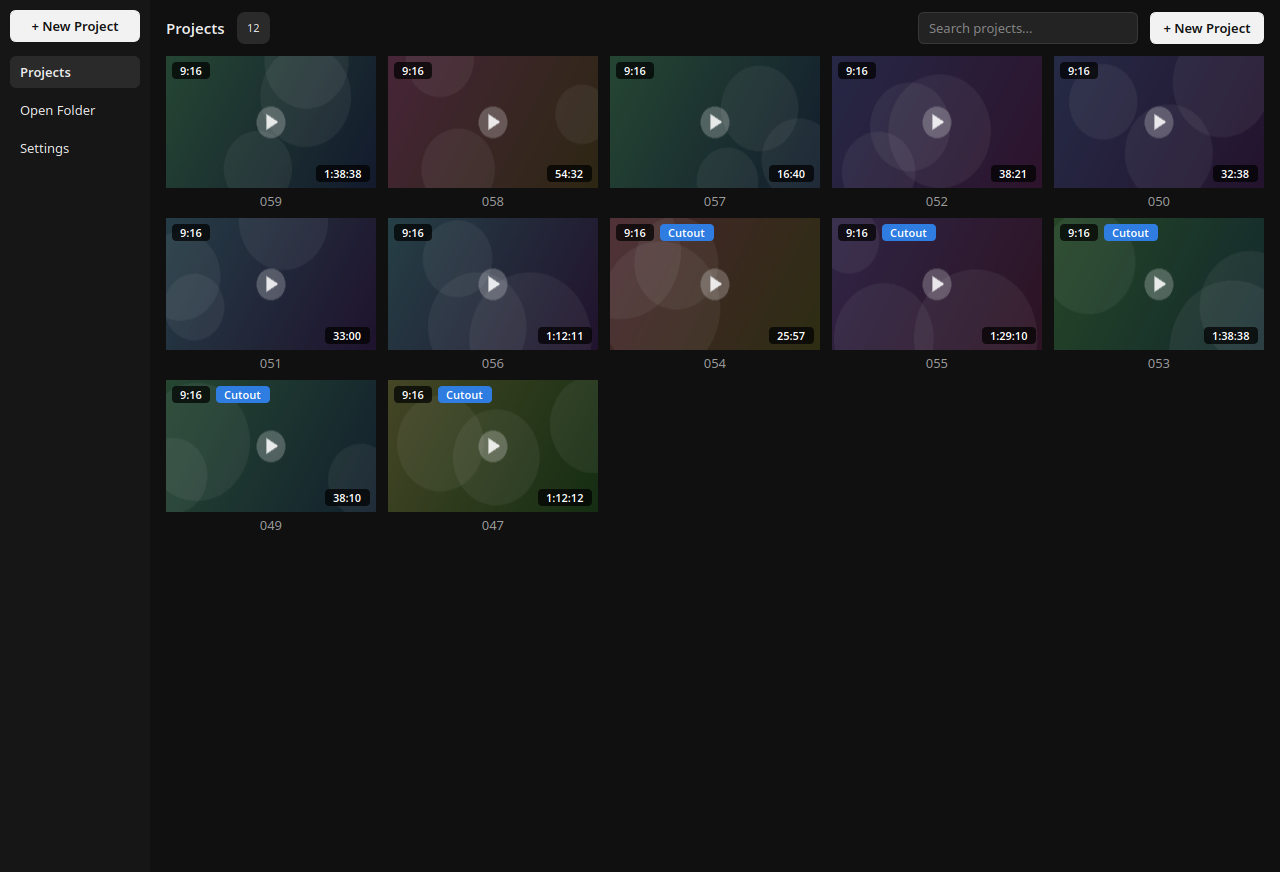 + New Project
Projects
Open Folder
Settings
Projects 12
Search projects...
+ New Project
9:16
1:38:38
059
9:16
54:32
058
9:16
16:40
057
9:16
38:21
052
9:16
32:38
050
9:16
33:00
051
9:16
1:12:11
056
9:16 Cutout
25:57
054
9:16 Cutout
1:29:10
055
9:16 Cutout
1:38:38
053
9:16 Cutout
38:10
049
9:16 Cutout
1:12:12
047